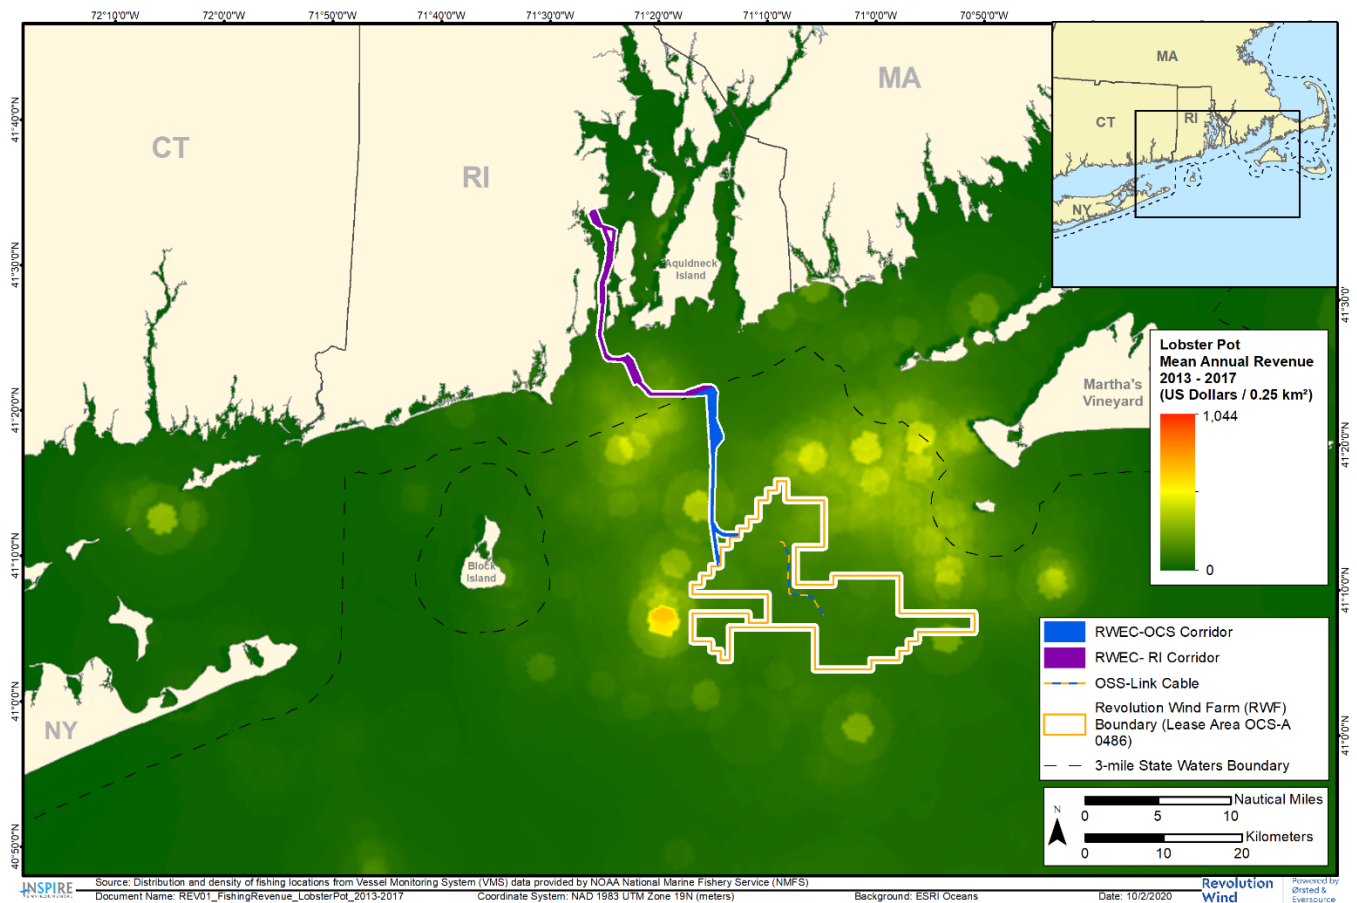 72°10'0"W 72°0'0"W 71°50'0"W 71°40'0"W 71°30'0"W 71°20'0"W 71°10'0"W 71°0'0"W 70°50'0"W
41°40'0"N
41°30'0"N
41°20'0"N
41°10'0"N
41°0'0"N
40°50'0"N
CT
RI
MA
NY
Aquidneck
Island
Block
Island
Martha's
Vineyard
MA
CT
RI
NY
41°30'0"N
41°20'0"N
41°10'0"N
41°0'0"N
Lobster Pot
Mean Annual Revenue
2013 - 2017
(US Dollars / 0.25 km²)
1,044
0
RWEC-OCS Corridor
RWEC- RI Corridor
OSS-Link Cable
Revolution Wind Farm (RWF)
Boundary (Lease Area OCS-A
0486)
3-mile State Waters Boundary
N
Nautical Miles
0 5 10
Kilometers
0 10 20
INSPIRE
ENVIRONMENTAL
Source: Distribution and density of fishing locations from Vessel Monitoring System (VMS) data provided by NOAA National Marine Fishery Service (NMFS)
Document Name: REV01_FishingRevenue_LobsterPot_2013-2017 Coordinate System: NAD 1983 UTM Zone 19N (meters) Background: ESRI Oceans Date: 10/2/2020
Revolution
Wind
Powered by
Ørsted &
Eversource